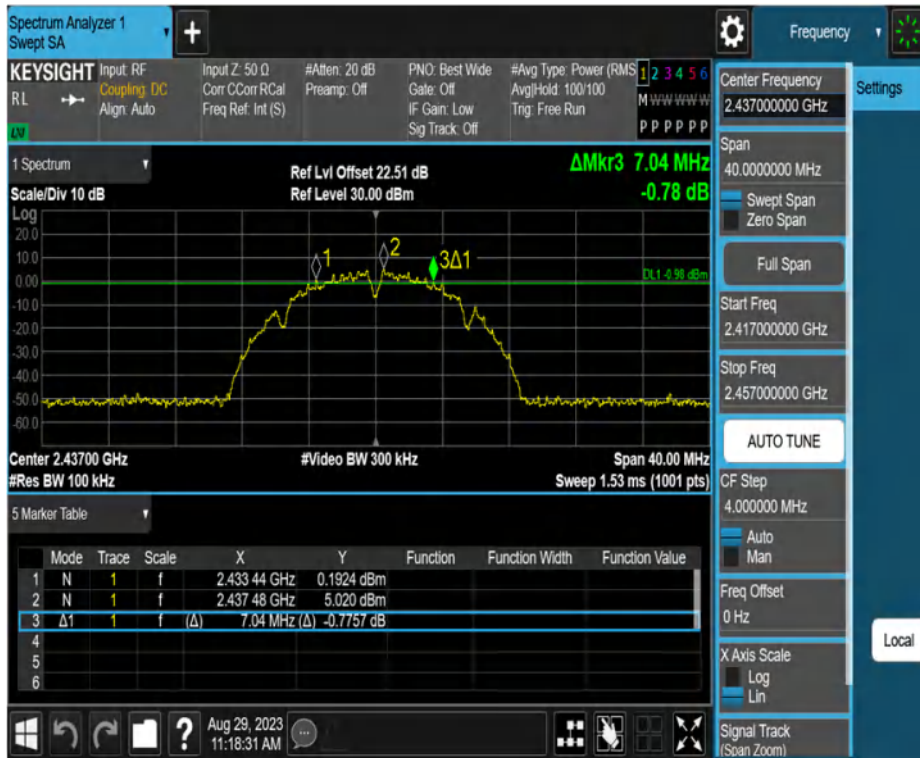 Spectrum Analyzer 1
Swept SA
+
Frequency
KEYSIGHT
RL
LXI
Input: RF
Coupling: DC
Align: Auto
Input Z: 50 Ω
Corr CCorr RCal
Freq Ref: Int (S)
#Atten: 20 dB
Preamp: Off
PNO: Best Wide
Gate: Off
IF Gain: Low
Sig Track: Off
#Avg Type: Power (RMS
Avg|Hold: 100/100
Trig: Free Run
1 2 3 4 5 6
M W W W W W
P P P P P P
1 Spectrum
Scale/Div 10 dB
Ref Lvl Offset 22.51 dB
Ref Level 30.00 dBm
ΔMkr3 7.04 MHz
-0.78 dB
Log
20.0
10.0
0.00
-10.0
-20.0
-30.0
-40.0
-50.0
-60.0
1
2
3Δ1
DL1 -0.98 dBm
Center 2.43700 GHz
#Res BW 100 kHz
#Video BW 300 kHz
Span 40.00 MHz
Sweep 1.53 ms (1001 pts)
5 Marker Table
Mode Trace Scale X Y Function Function Width Function Value
1 N 1 f 2.433 44 GHz 0.1924 dBm
2 N 1 f 2.437 48 GHz 5.020 dBm
3 Δ1 1 f (Δ) 7.04 MHz (Δ) -0.7757 dB
4
5
6
?
Aug 29, 2023
11:18:31 AM
Center Frequency
2.437000000 GHz
Span
40.0000000 MHz
Swept Span
Zero Span
Full Span
Start Freq
2.417000000 GHz
Stop Freq
2.457000000 GHz
AUTO TUNE
CF Step
4.000000 MHz
Auto
Man
Freq Offset
0 Hz
X Axis Scale
Log
Lin
Signal Track
(Span Zoom)
Settings
Local